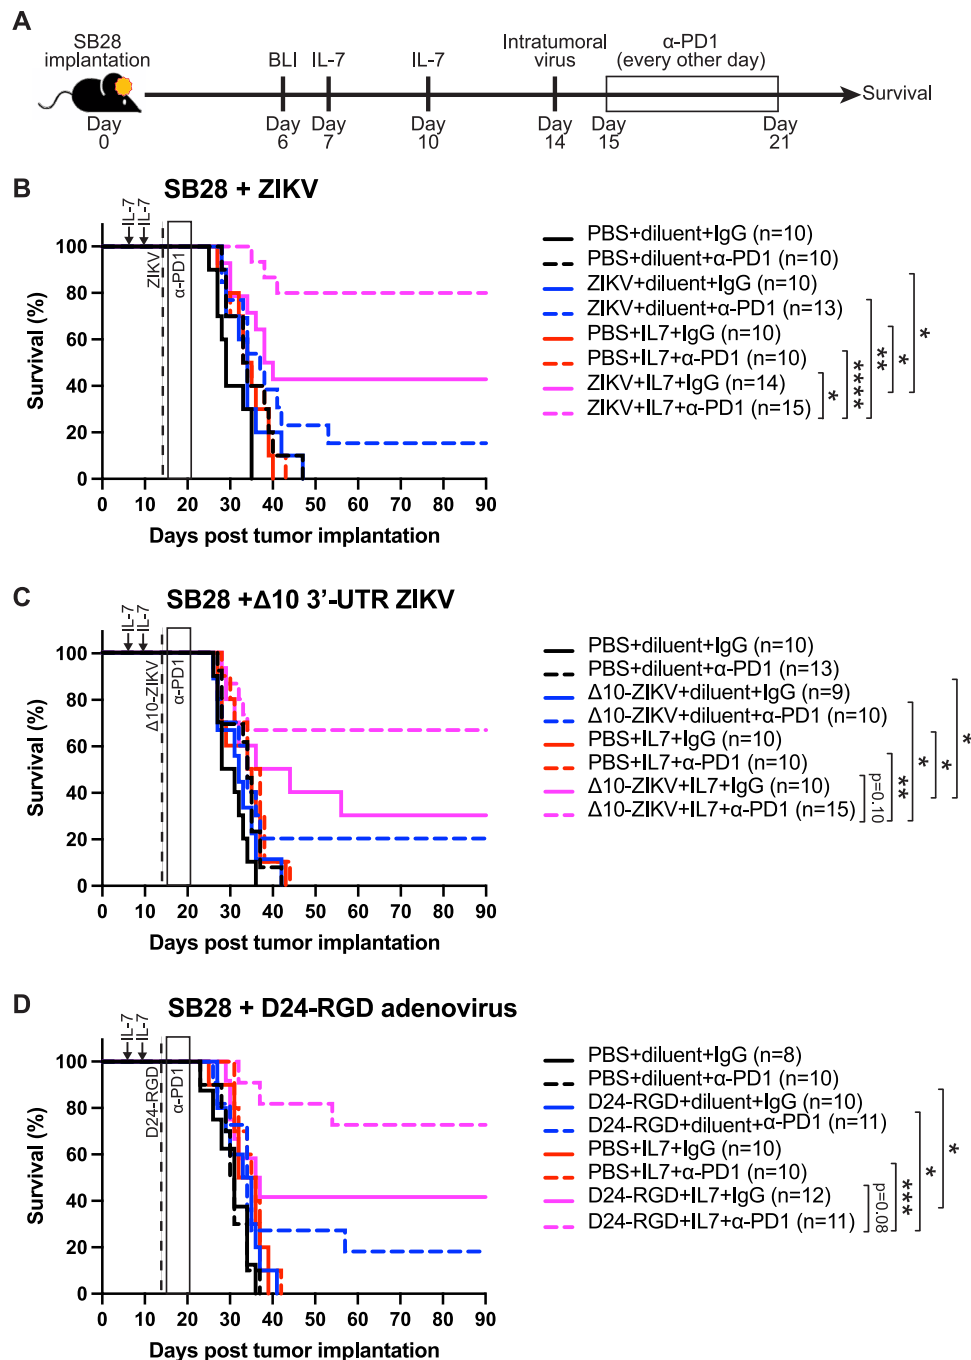 A
SB28
implantation
BLI
IL-7
IL-7
Intratumoral
virus
α-PD1
(every other day)
Survival
Day
0
Day
6
Day
7
Day
10
Day
14
Day
15
Day
21
B
SB28 + ZIKV
IL-7
IL-7
ZIKV
α-PD1
Survival (%)
100
80
60
40
20
0
0 10 20 30 40 50 60 70 80 90
Days post tumor implantation
PBS+diluent+IgG (n=10)
PBS+diluent+α-PD1 (n=10)
ZIKV+diluent+IgG (n=10)
ZIKV+diluent+α-PD1 (n=13)
PBS+IL7+IgG (n=10)
PBS+IL7+α-PD1 (n=10)
ZIKV+IL7+IgG (n=14)
ZIKV+IL7+α-PD1 (n=15)
*
****
**
*
*
C
SB28 +Δ10 3’-UTR ZIKV
IL-7
IL-7
Δ10-ZIKV
α-PD1
Survival (%)
100
80
60
40
20
0
0 10 20 30 40 50 60 70 80 90
Days post tumor implantation
PBS+diluent+IgG (n=10)
PBS+diluent+α-PD1 (n=13)
Δ10-ZIKV+diluent+IgG (n=9)
Δ10-ZIKV+diluent+α-PD1 (n=10)
PBS+IL7+IgG (n=10)
PBS+IL7+α-PD1 (n=10)
Δ10-ZIKV+IL7+IgG (n=10)
Δ10-ZIKV+IL7+α-PD1 (n=15)
p=0.10
**
*
*
*
D
SB28 + D24-RGD adenovirus
IL-7
IL-7
D24-RGD
α-PD1
Survival (%)
100
80
60
40
20
0
0 10 20 30 40 50 60 70 80 90
Days post tumor implantation
PBS+diluent+IgG (n=8)
PBS+diluent+α-PD1 (n=10)
D24-RGD+diluent+IgG (n=10)
D24-RGD+diluent+α-PD1 (n=11)
PBS+IL7+IgG (n=10)
PBS+IL7+α-PD1 (n=10)
D24-RGD+IL7+IgG (n=12)
D24-RGD+IL7+α-PD1 (n=11)
p=0.08
***
*
*